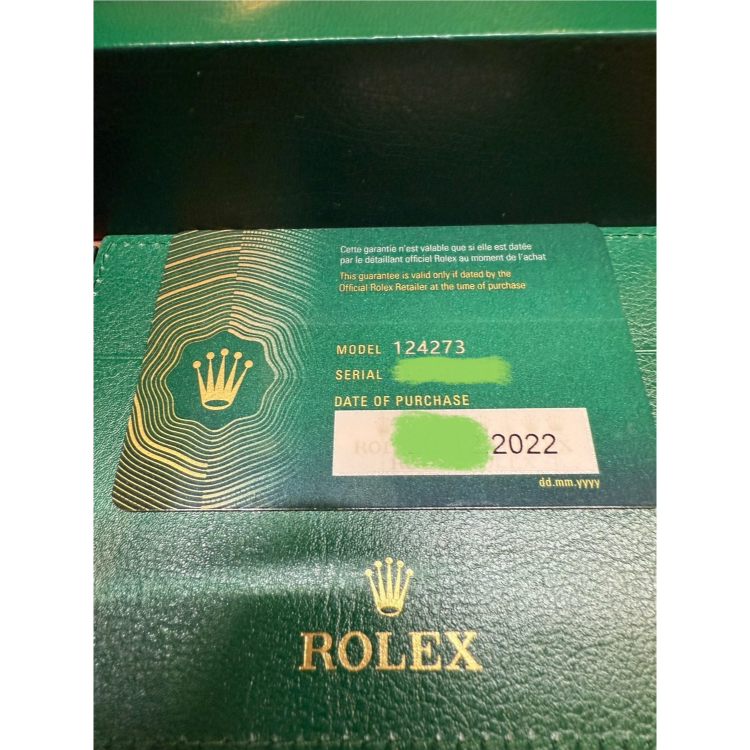 Cette garantie n'est valable que si elle est datée
par le détaillant officiel Rolex au moment de l'achat
This guarantee is valid only if dated by the
Official Rolex Retailer at the time of purchase
MODEL 124273
SERIAL
DATE OF PURCHASE
2022
dd.mm.yyyy
ROLEX